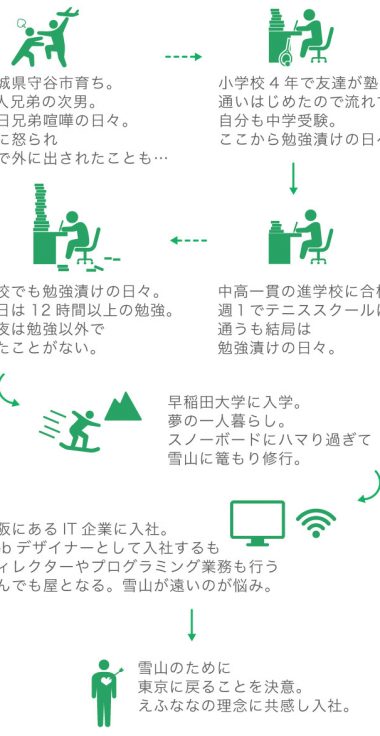 城県守谷市育ち。
人兄弟の次男。
日兄弟喧嘩の日々。
に怒られ
で外に出されたことも…
小学校4年で友達が塾
通いはじめたので流れて
自分も中学受験。
ここから勉強漬けの日々
中高一貫の進学校に合格
週1でテニススクールに
通うも結局は
勉強漬けの日々。
校でも勉強漬けの日々。
日は12時間以上の勉強。
夜は勉強以外で
たことがない。
早稲田大学に入学。
夢の一人暮らし。
スノーボードにハマり過ぎて
雪山に篭もり修行。
阪にあるIT企業に入社。
ebデザイナーとして入社するも
ィレクターやプログラミング業務も行う
んでも屋となる。雪山が遠いのが悩み。
雪山のために
東京に戻ることを決意。
えふななの理念に共感し入社。